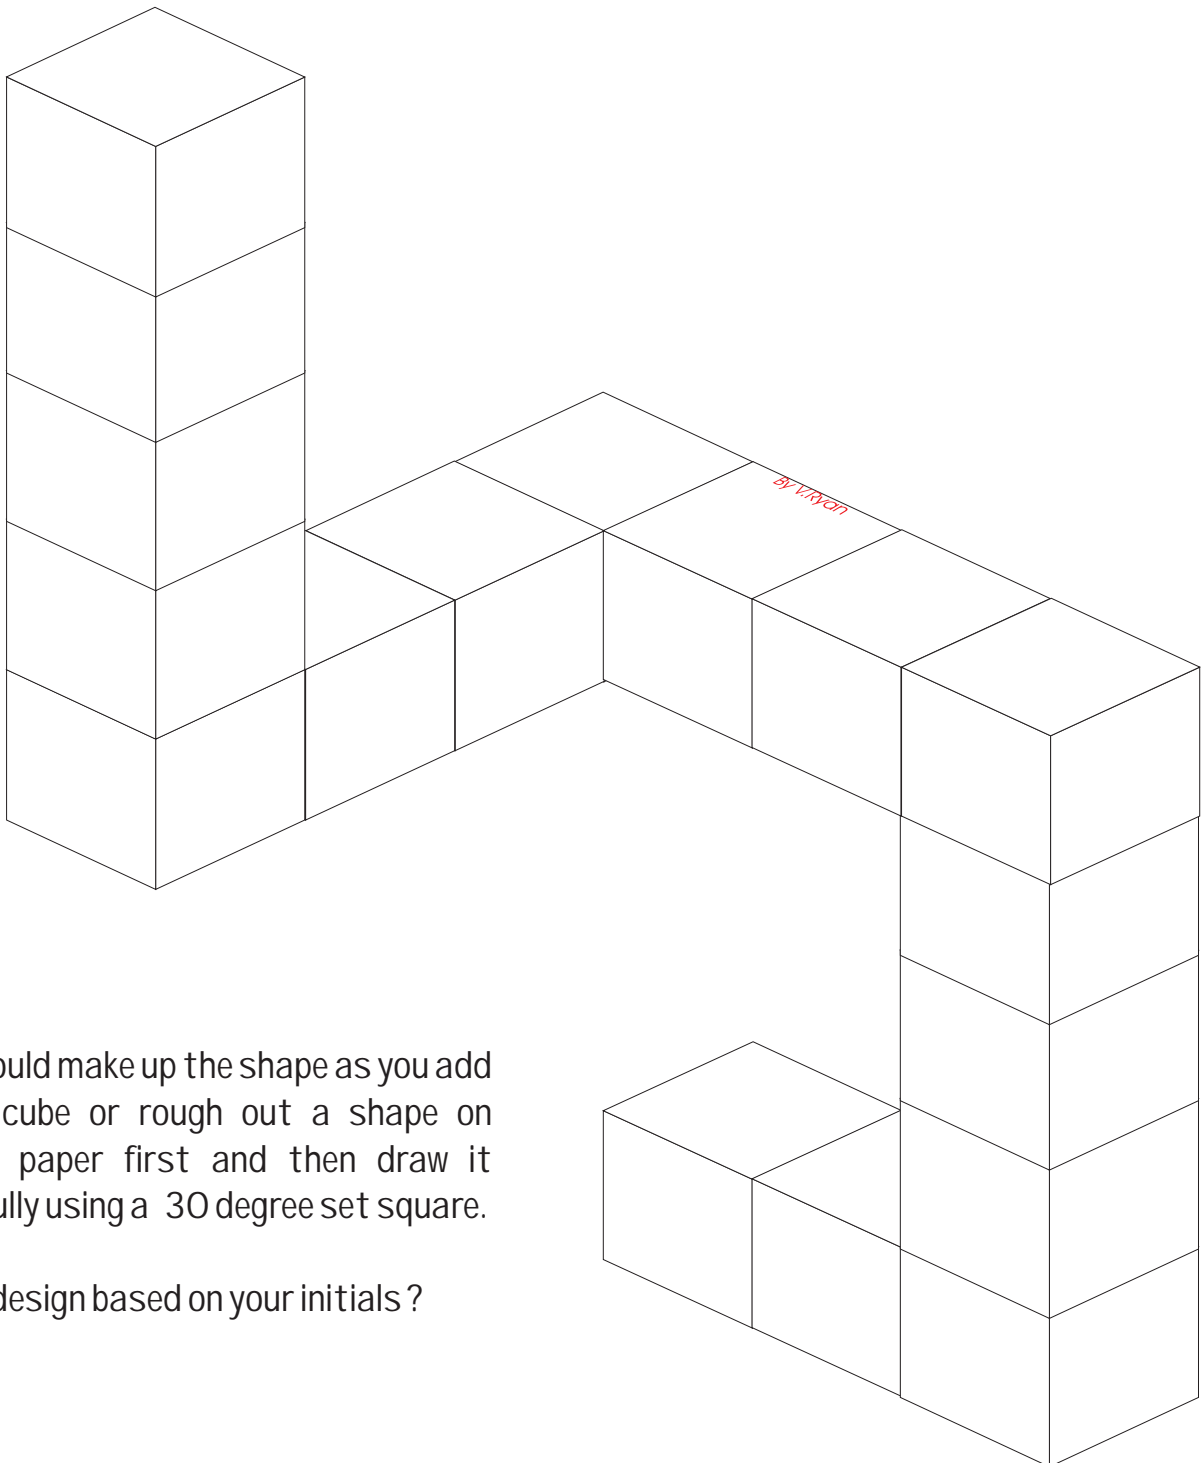 By V.Ryan
ould make up the shape as you add
cube or rough out a shape on
paper first and then draw it
ully using a 30 degree set square.
design based on your initials ?